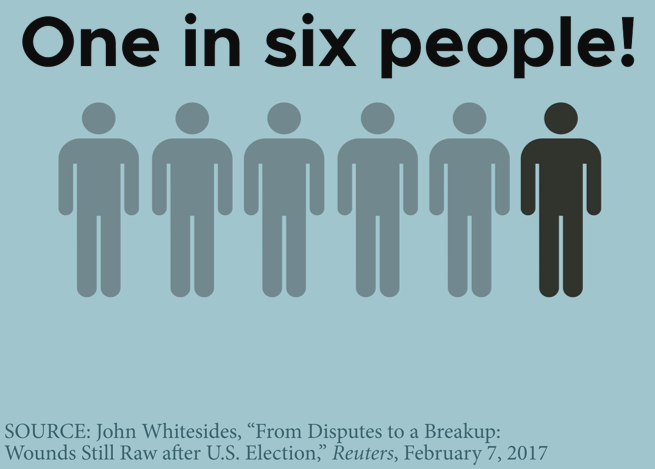 One in six people!
SOURCE: John Whitesides, “From Disputes to a Breakup:
Wounds Still Raw after U.S. Election,” Reuters, February 7, 2017